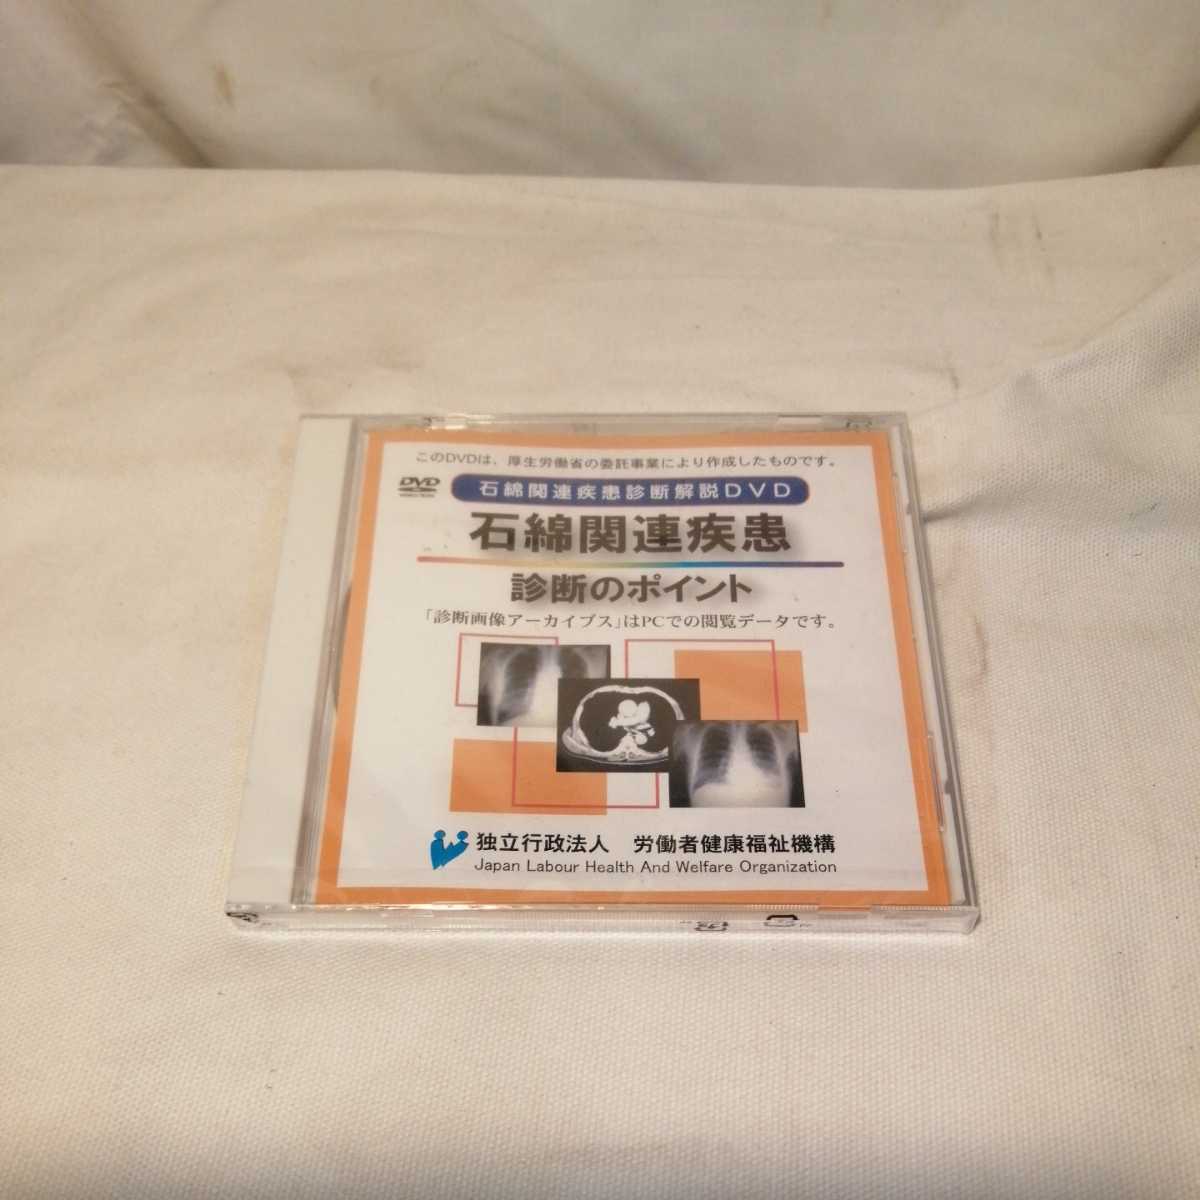 このDVDは、厚生労働省の委託事業により作成したものです。
DVD
石綿関連疾患診断解説DVD
石綿関連疾患
診断のポイント
「診断画像アーカイブス」はPCでの閲覧データです。
独立行政法人 労働者健康福祉機構
Japan Labour Health And Welfare Organization